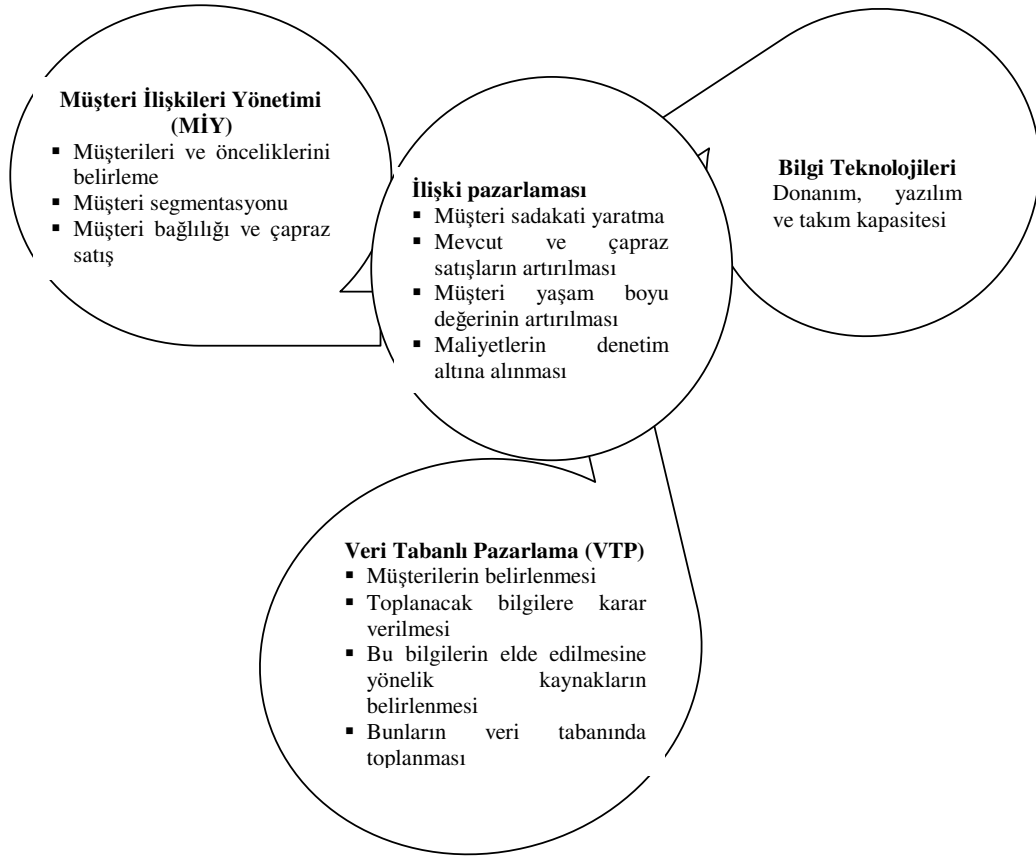 Müşteri İlişkileri Yönetimi
(MİY)
▪ Müşterileri ve önceliklerini
belirleme
▪ Müşteri segmentasyonu
▪ Müşteri bağlılığı ve çapraz
satış
İlişki pazarlaması
▪ Müşteri sadakati yaratma
▪ Mevcut ve çapraz
satışların artırılması
▪ Müşteri yaşam boyu
değerinin artırılması
▪ Maliyetlerin denetim
altına alınması
Bilgi Teknolojileri
Donanım, yazılım
ve takım kapasitesi
Veri Tabanlı Pazarlama (VTP)
▪ Müşterilerin belirlenmesi
▪ Toplanacak bilgilere karar
verilmesi
▪ Bu bilgilerin elde edilmesine
yönelik kaynakların
belirlenmesi
▪ Bunların veri tabanında
toplanması